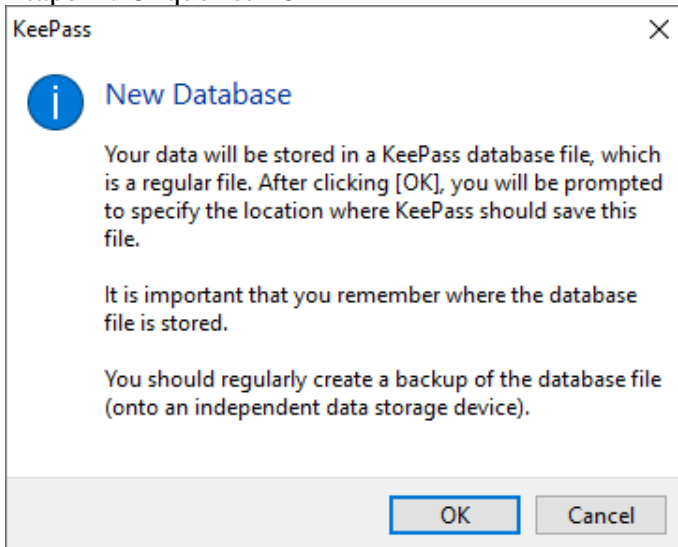 KeePass
New Database
Your data will be stored in a KeePass database file, which
is a regular file. After clicking [OK], you will be prompted
to specify the location where KeePass should save this
file.
It is important that you remember where the database
file is stored.
You should regularly create a backup of the database file
(onto an independent data storage device).
OK
Cancel